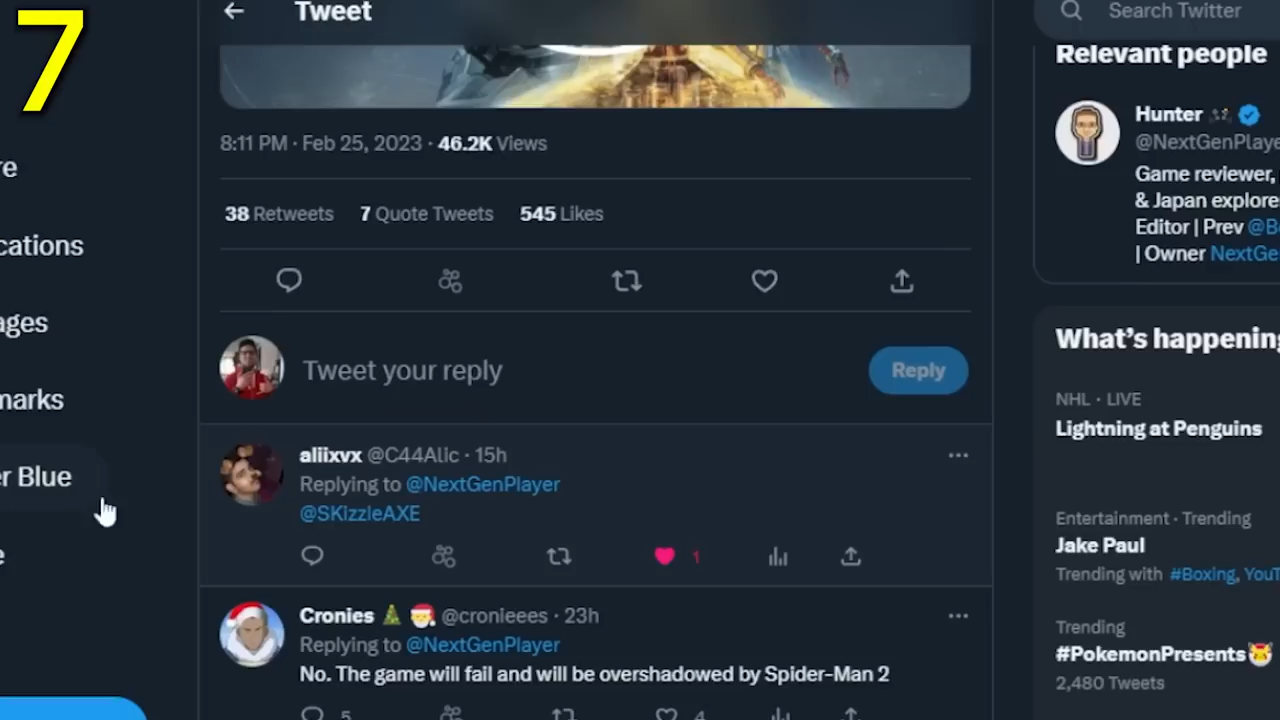 7
Tweet
Search Twitter
Relevant people
Hunter
@NextGenPlaye
Game reviewer,
& Japan explore
Editor | Prev @B
| Owner NextGe
8:11 PM · Feb 25, 2023 · 46.2K Views
38 Retweets 7 Quote Tweets 545 Likes
re
cations
ages
marks
er Blue
e
Tweet your reply
Reply
aliixvx @C44Allc · 15h
Replying to @NextGenPlayer
@SKIzzleAXE
1
Cronies 🎄 🎅 @cronieees · 23h
Replying to @NextGenPlayer
No. The game will fail and will be overshadowed by Spider-Man 2
5 4
What's happening
NHL · LIVE
Lightning at Penguins
Entertainment · Trending
Jake Paul
Trending with #Boxing, YouT
Trending
#PokemonPresents
2,480 Tweets